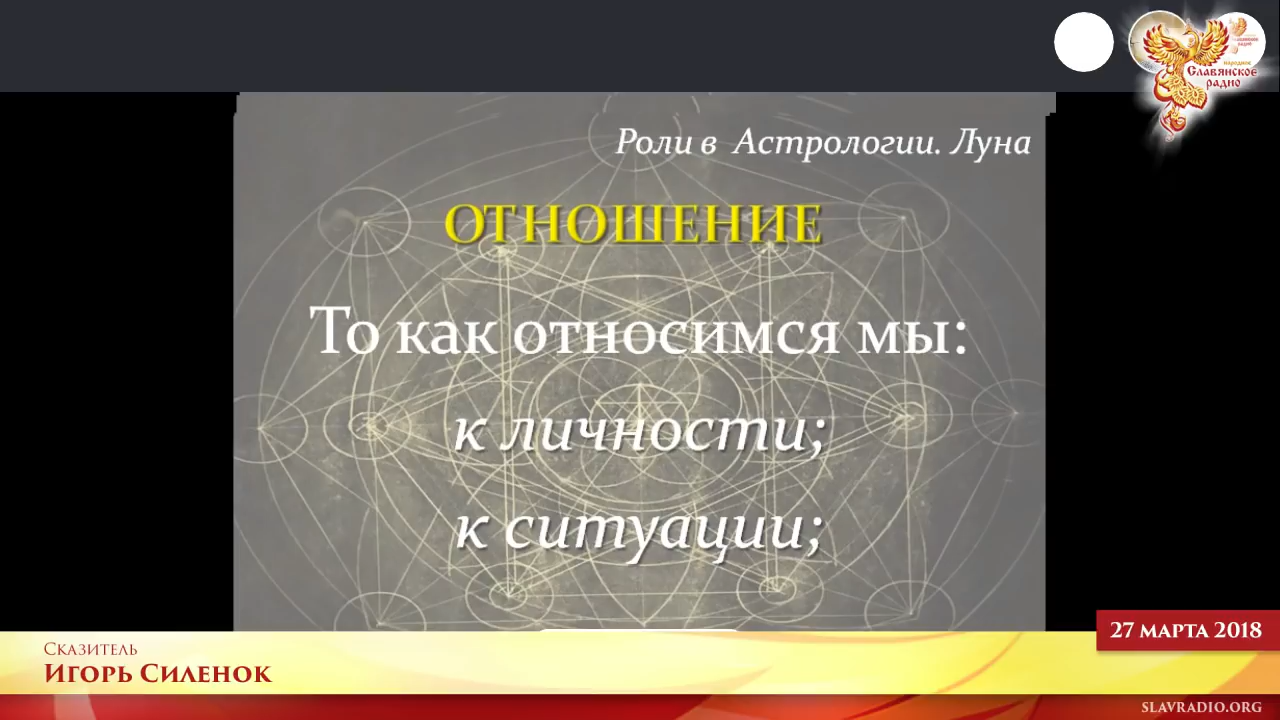 народное
Славянское
радио
Роли в Астрологии. Луна
ОТНОШЕНИЕ
То как относимся мы:
к личности;
к ситуации;
27 МАРТА 2018
Сказитель
Игорь Силенок
SLAVRADIO.ORG